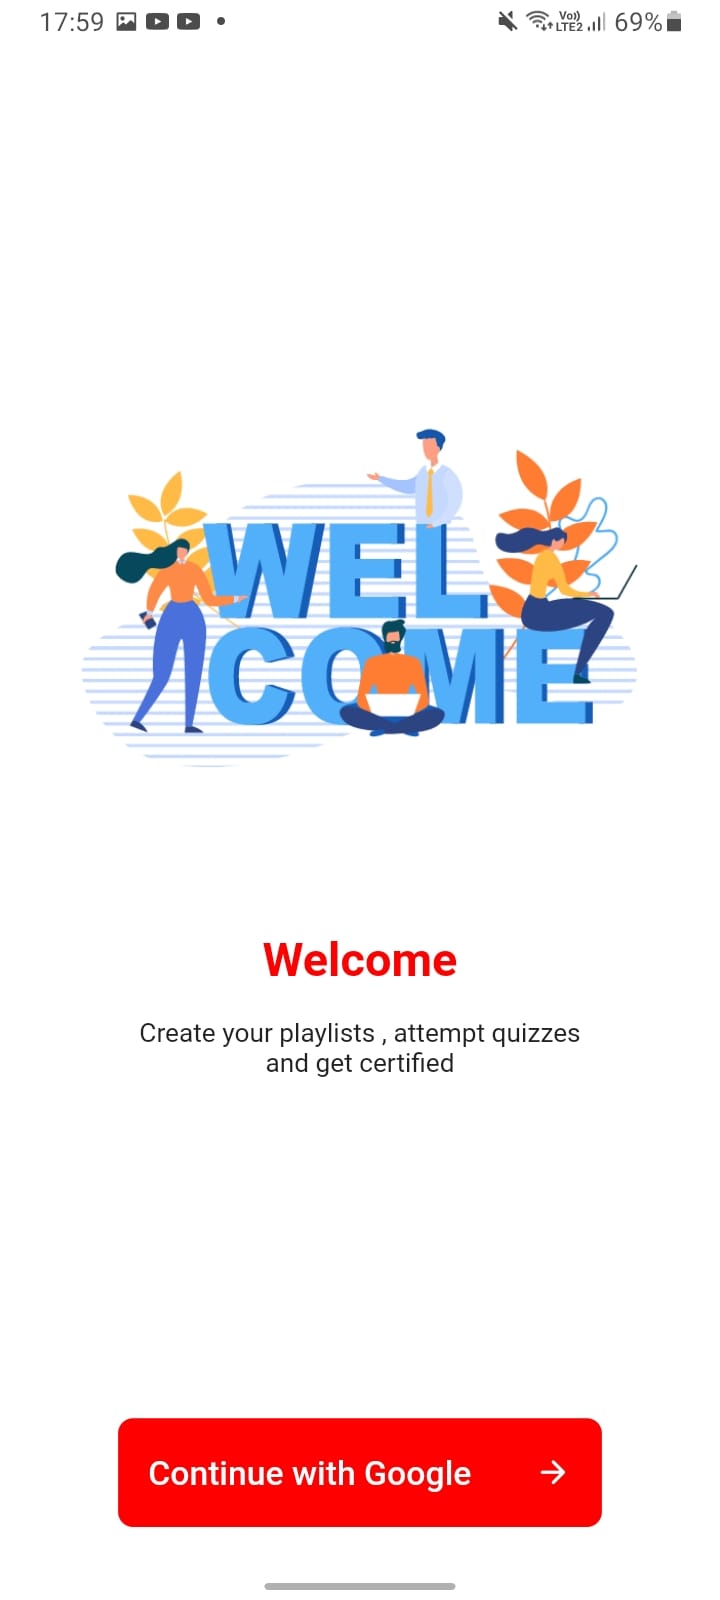 17:59 Vo)) LTE2 69%
WEL
COME
Welcome
Create your playlists , attempt quizzes
and get certified
Continue with Google